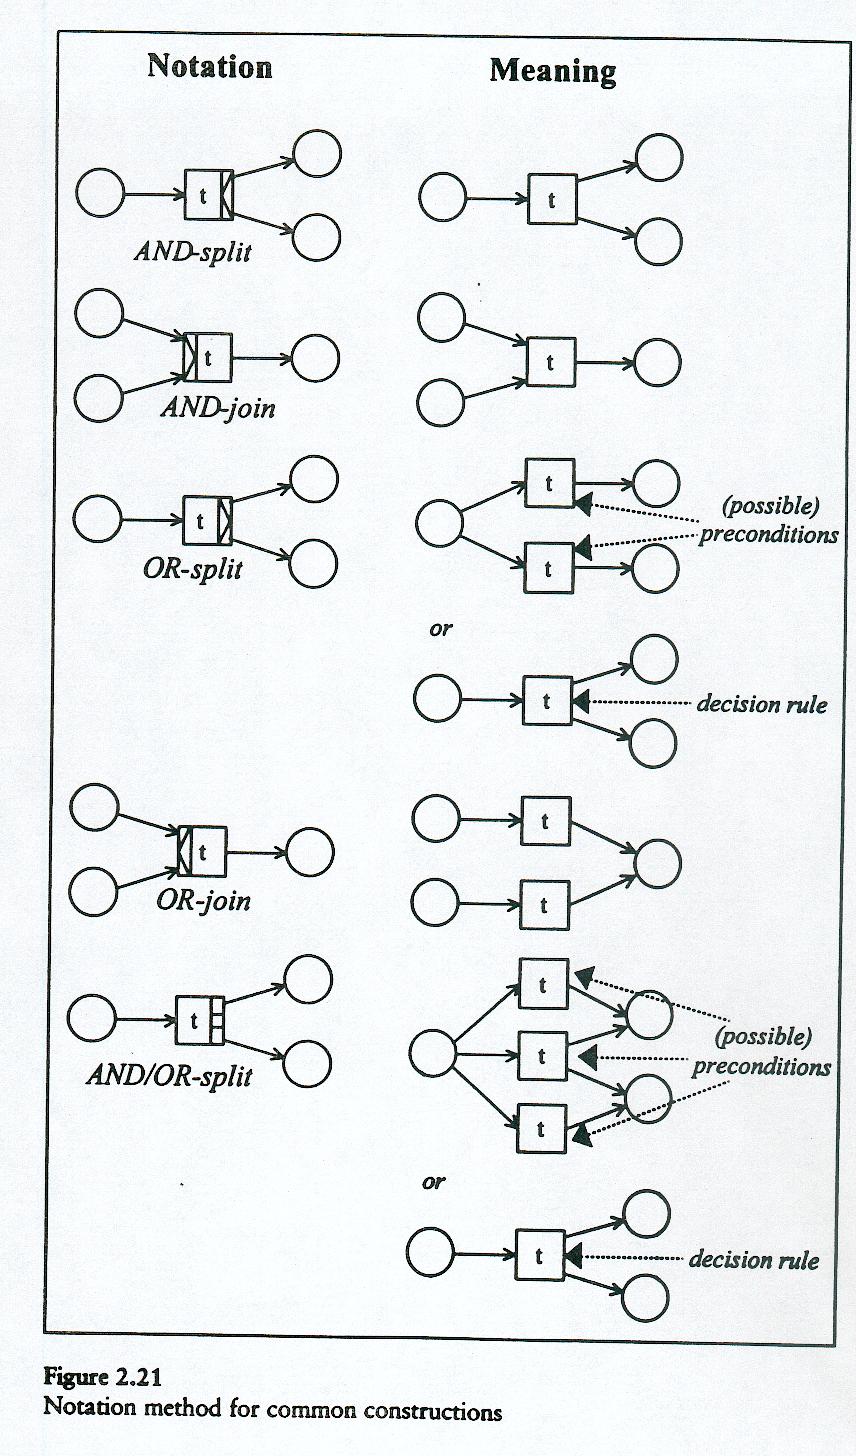 Notation
Meaning
t
t
AND-split
t
t
AND-join
t
(possible)
preconditions
t
OR-split
t
or
t
decision rule
t
t
OR-join
t
t
(possible)
preconditions
t
t
AND/OR-split
t
or
t
decision rule
Figure 2.21
Notation method for common constructions